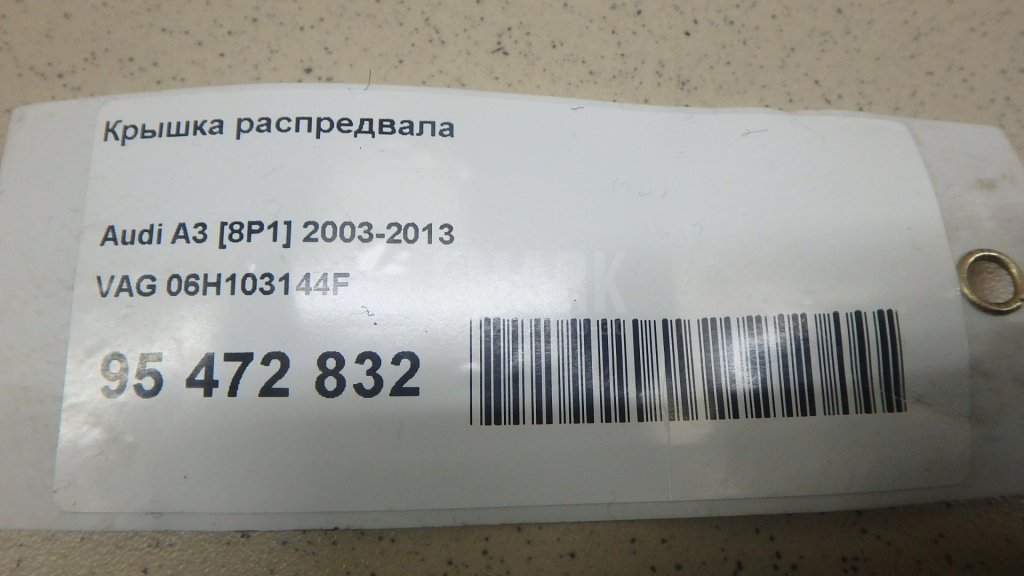 Крышка распредвала
Audi A3 [8P1] 2003-2013
VAG 06H103144F
95 472 832